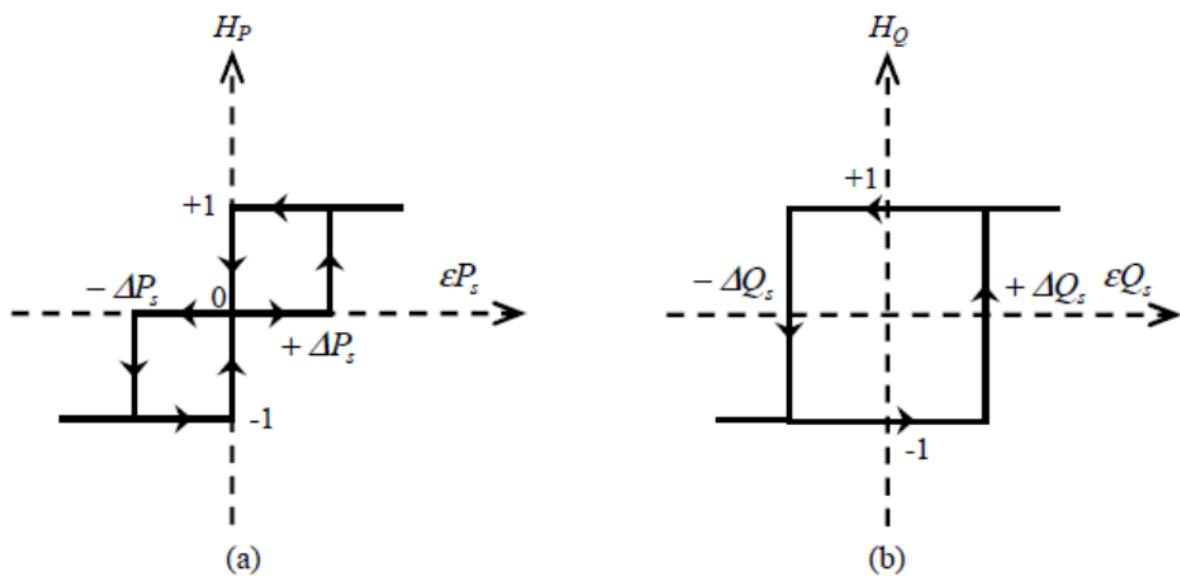 H_P
+1
− ΔP_s
0
εP_s
+ ΔP_s
-1
(a)
H_Q
+1
− ΔQ_s
+ ΔQ_s
εQ_s
-1
(b)